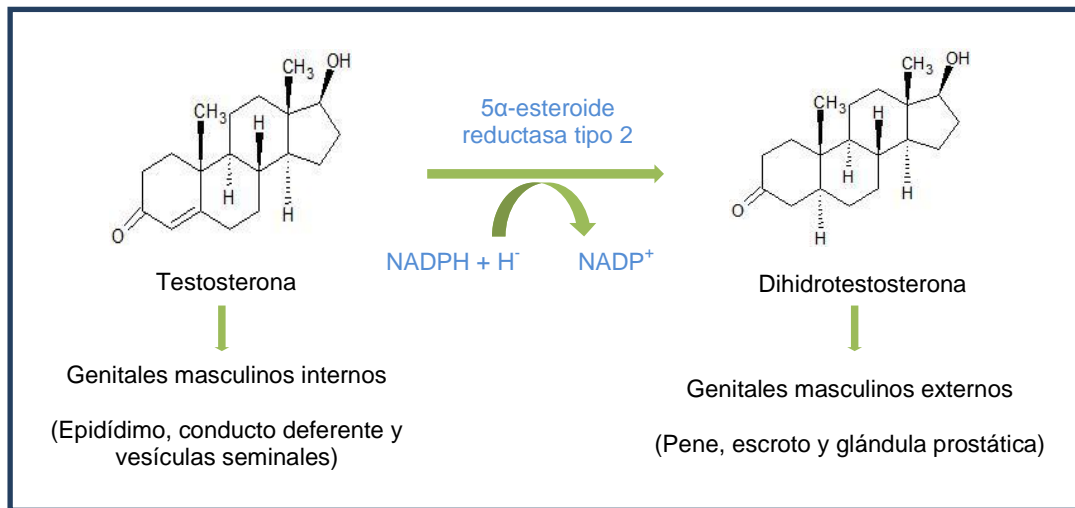 CH₃
OH
CH₃
H
H
H
O
5α-esteroide
reductasa tipo 2
NADPH + H⁻
NADP⁺
CH₃
OH
CH₃
H
H
H
O
H
Testosterona
Dihidrotestosterona
Genitales masculinos internos
(Epidídimo, conducto deferente y
vesículas seminales)
Genitales masculinos externos
(Pene, escroto y glándula prostática)